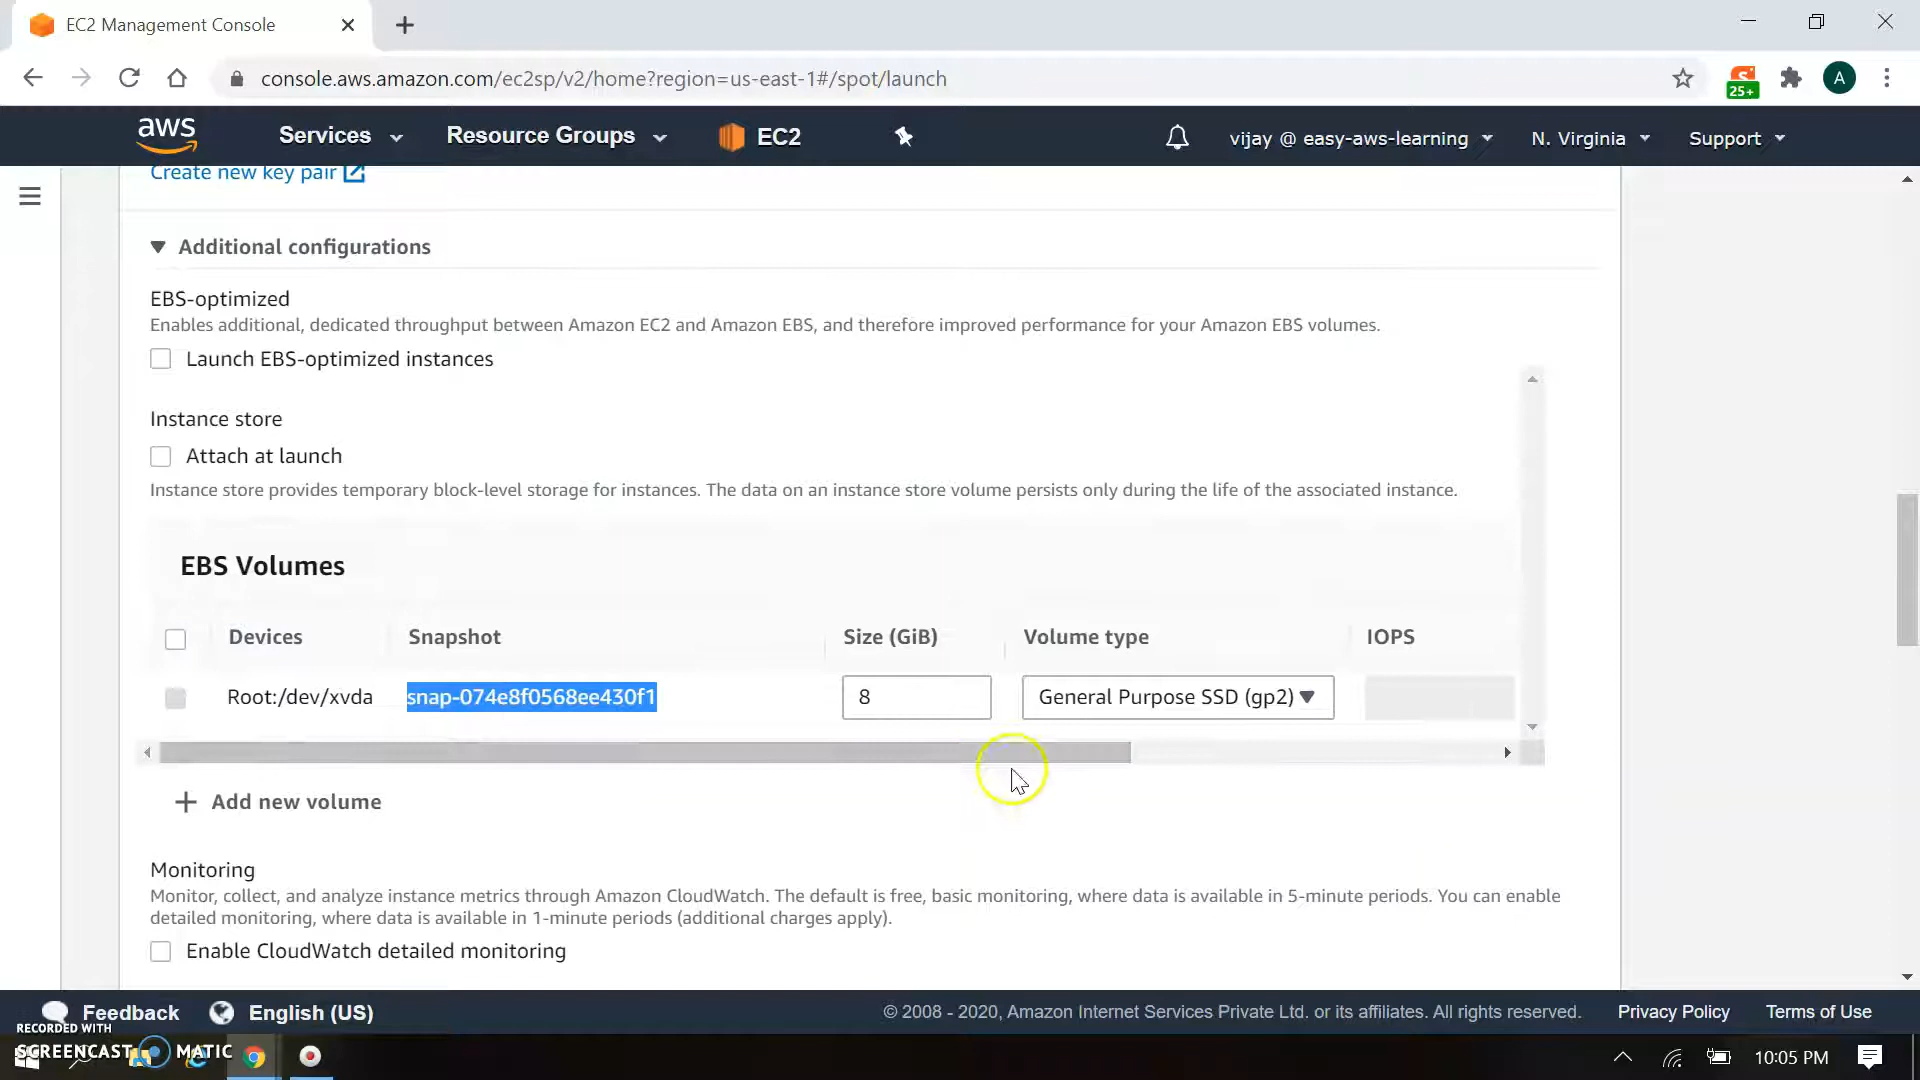 EC2 Management Console
console.aws.amazon.com/ec2sp/v2/home?region=us-east-1#/spot/launch
S
25+
A
aws
Services
Resource Groups
EC2
vijay @ easy-aws-learning
N. Virginia
Support
Create new key pair
Additional configurations
EBS-optimized
Enables additional, dedicated throughput between Amazon EC2 and Amazon EBS, and therefore improved performance for your Amazon EBS volumes.
Launch EBS-optimized instances
Instance store
Attach at launch
Instance store provides temporary block-level storage for instances. The data on an instance store volume persists only during the life of the associated instance.
EBS Volumes
Devices Snapshot Size (GiB) Volume type IOPS
Root:/dev/xvda snap-074e8f0568ee430f1 8 General Purpose SSD (gp2)
Add new volume
Monitoring
Monitor, collect, and analyze instance metrics through Amazon CloudWatch. The default is free, basic monitoring, where data is available in 5-minute periods. You can enable
detailed monitoring, where data is available in 1-minute periods (additional charges apply).
Enable CloudWatch detailed monitoring
Feedback
English (US)
© 2008 - 2020, Amazon Internet Services Private Ltd. or its affiliates. All rights reserved.
Privacy Policy
Terms of Use
RECORDED WITH
SCREENCAST MATIC
10:05 PM